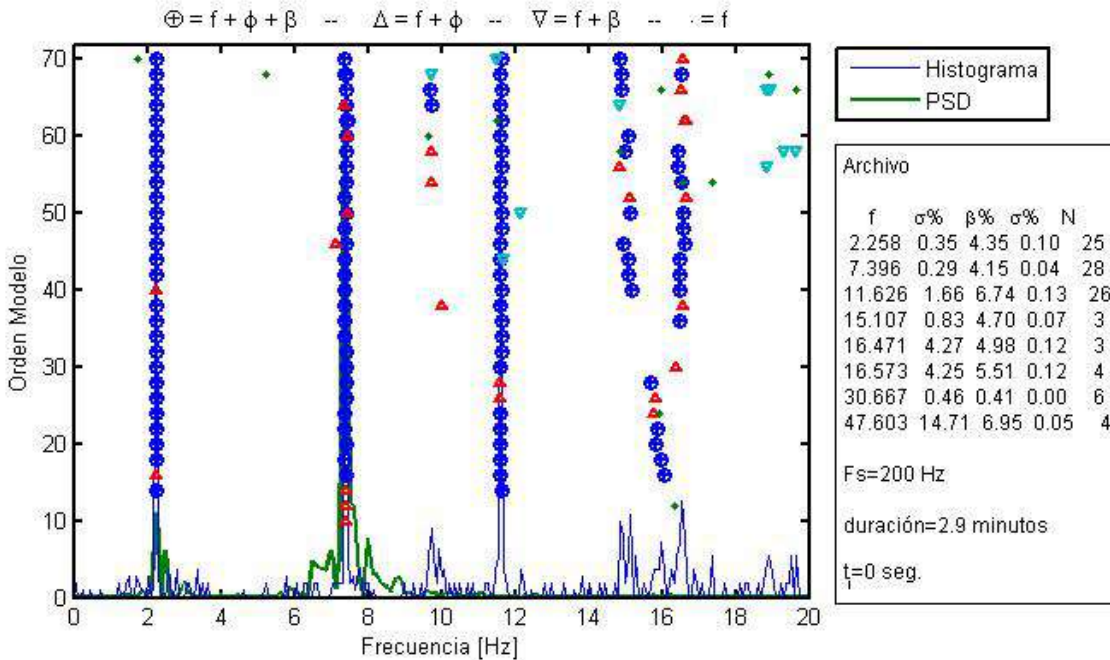 ⊕ = f + ϕ + β -- Δ = f + ϕ -- ∇ = f + β -- · = f
70
60
50
40
30
20
10
0
Orden Modelo
0 2 4 6 8 10 12 14 16 18 20
Frecuencia [Hz]
Histograma
PSD
Archivo
f σ% β% σ% N
2.258 0.35 4.35 0.10 25
7.396 0.29 4.15 0.04 28
11.626 1.66 6.74 0.13 26
15.107 0.83 4.70 0.07 3
16.471 4.27 4.98 0.12 3
16.573 4.25 5.51 0.12 4
30.667 0.46 0.41 0.00 6
47.603 14.71 6.95 0.05 4
Fs=200 Hz
duración=2.9 minutos
t_i=0 seg.